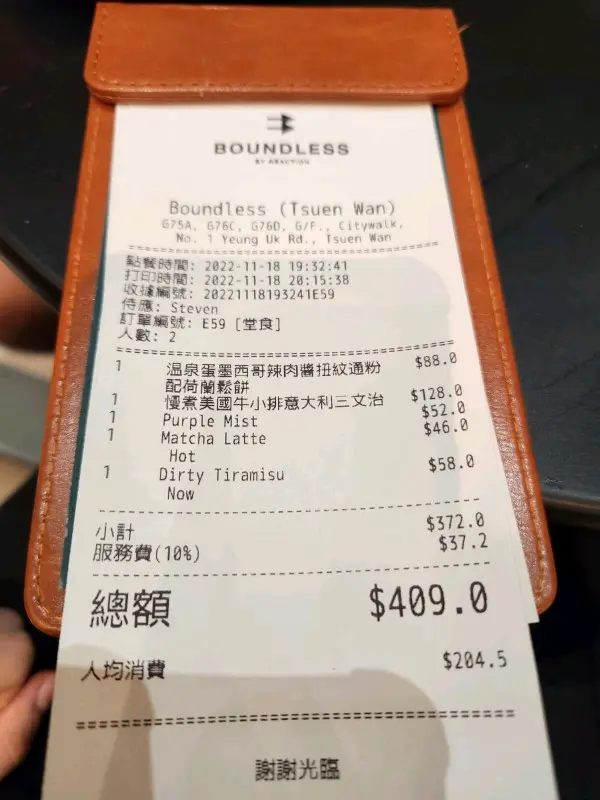 BOUNDLESS
BY REACTION
Boundless (Tsuen Wan)
G75A, G76C, G76D, G/F., Citywalk,
No. 1 Yeung Uk Rd., Tsuen Wan
點餐時間: 2022-11-18 19:32:41
打印時間: 2022-11-18 20:15:38
收據編號: 20221118193241E59
侍應: Steven
訂單編號: E59 [堂食]
人數: 2
1 溫泉蛋墨西哥辣肉醬扭紋通粉 $88.0
配荷蘭鬆餅
1 慢煮美國牛小排意大利三文治 $128.0
1 Purple Mist $52.0
1 Matcha Latte $46.0
Hot
1 Dirty Tiramisu $58.0
Now
小計 $372.0
服務費(10%) $37.2
總額 $409.0
人均消費 $204.5
謝謝光臨